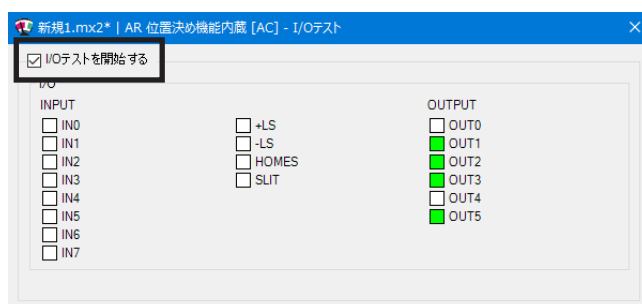 新規1.mx2* | AR 位置決め機能内蔵 [AC] - I/Oテスト
I/Oテストを開始する
I/O
INPUT
IN0
IN1
IN2
IN3
IN4
IN5
IN6
IN7
+LS
-LS
HOMES
SLIT
OUTPUT
OUT0
OUT1
OUT2
OUT3
OUT4
OUT5